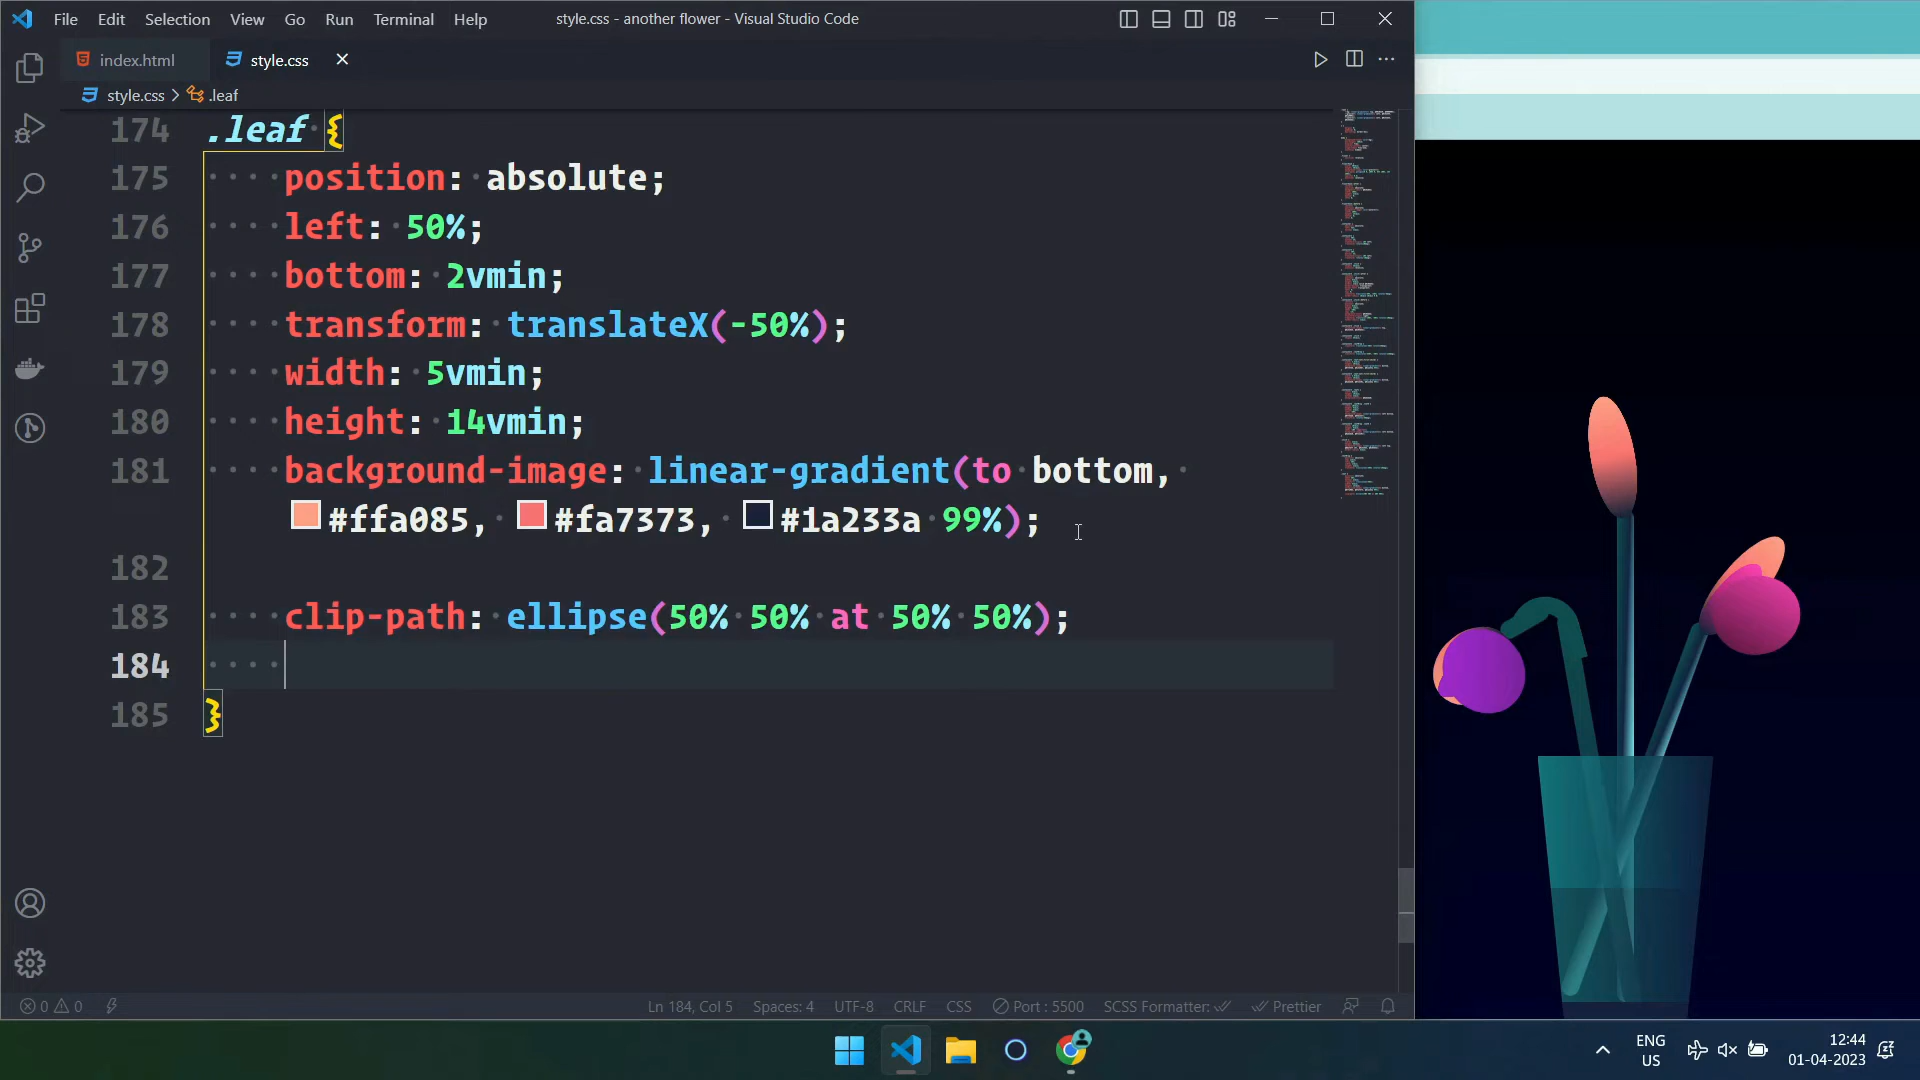 File Edit Selection View Go Run Terminal Help
style.css - another flower - Visual Studio Code
index.html
style.css
style.css > .leaf
174 .leaf {
175 position: absolute;
176 left: 50%;
177 bottom: 2vmin;
178 transform: translateX(-50%);
179 width: 5vmin;
180 height: 14vmin;
181 background-image: linear-gradient(to bottom,
#ffa085, #fa7373, #1a233a 99%);
182
183 clip-path: ellipse(50% 50% at 50% 50%);
184
185 }
0 0
Ln 184, Col 5 Spaces: 4 UTF-8 CRLF CSS Port : 5500 SCSS Formatter: Prettier
ENG
US
12:44
01-04-2023